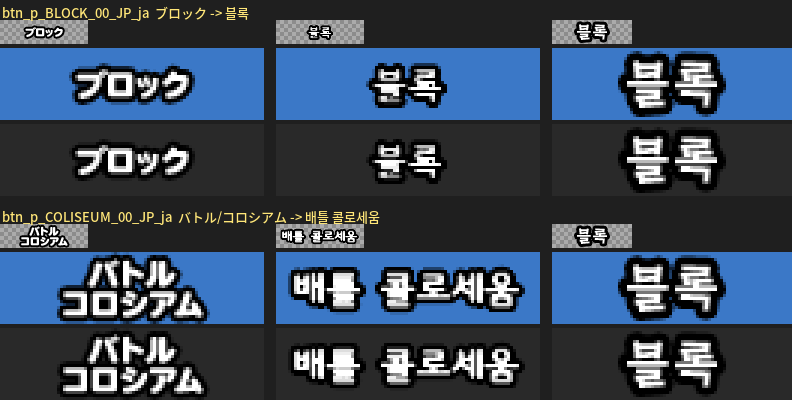 btn_p_BLOCK_00_JP_ja ブロック -> 블록
ブロック 블록 블록
ブロック 블록 블록
ブロック 블록 블록
btn_p_COLISEUM_00_JP_ja バトル/コロシアム -> 배틀 콜로세움
バトル
コロシアム 배틀 콜로세움 블록
バトル
コロシアム 배틀 콜로세움 블록
バトル
コロシアム 배틀 콜로세움 블록